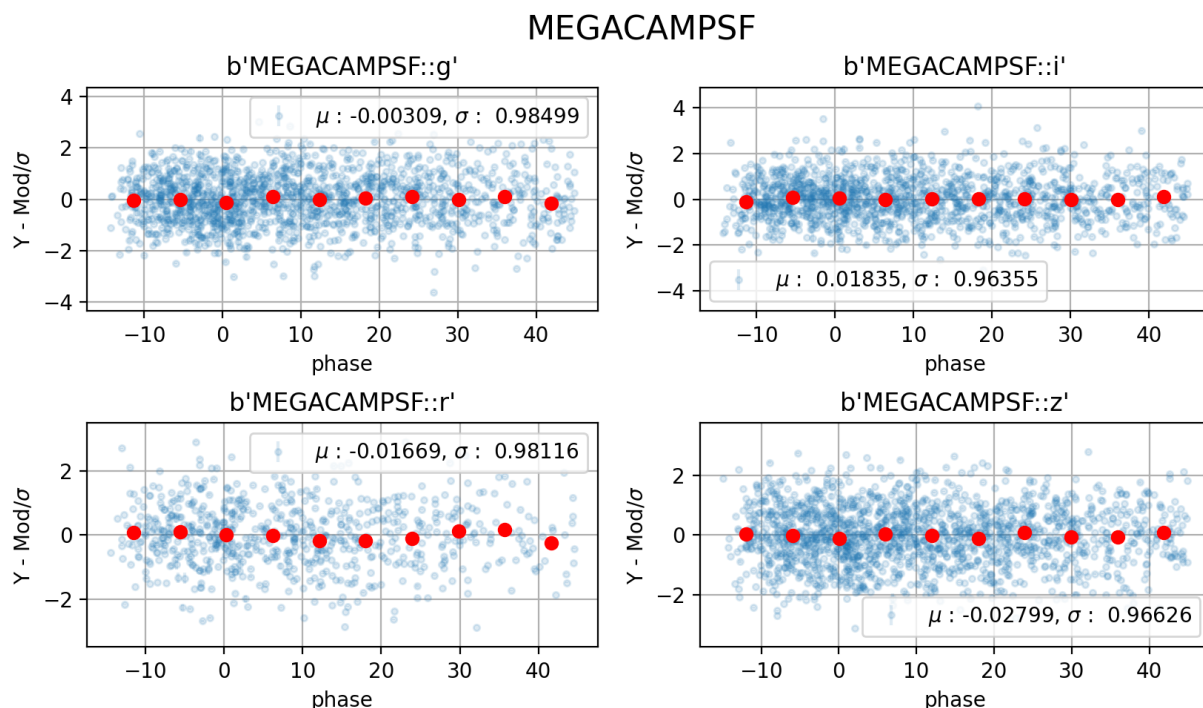 MEGACAMPSF
b'MEGACAMPSF::g'
4
2
0
−2
−4
Y - Mod/σ
μ : -0.00309, σ :  0.98499
−10 0 10 20 30 40
phase
b'MEGACAMPSF::i'
4
2
0
−2
−4
Y - Mod/σ
μ :  0.01835, σ :  0.96355
−10 0 10 20 30 40
phase
b'MEGACAMPSF::r'
2
0
−2
Y - Mod/σ
μ : -0.01669, σ :  0.98116
−10 0 10 20 30 40
phase
b'MEGACAMPSF::z'
2
0
−2
Y - Mod/σ
μ : -0.02799, σ :  0.96626
−10 0 10 20 30 40
phase